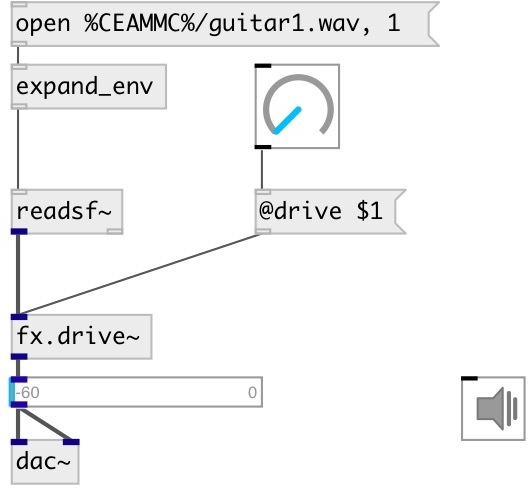 open %CEAMMC%/guitar1.wav, 1
expand_env
readsf~
@drive $1
fx.drive~
-60 0
dac~